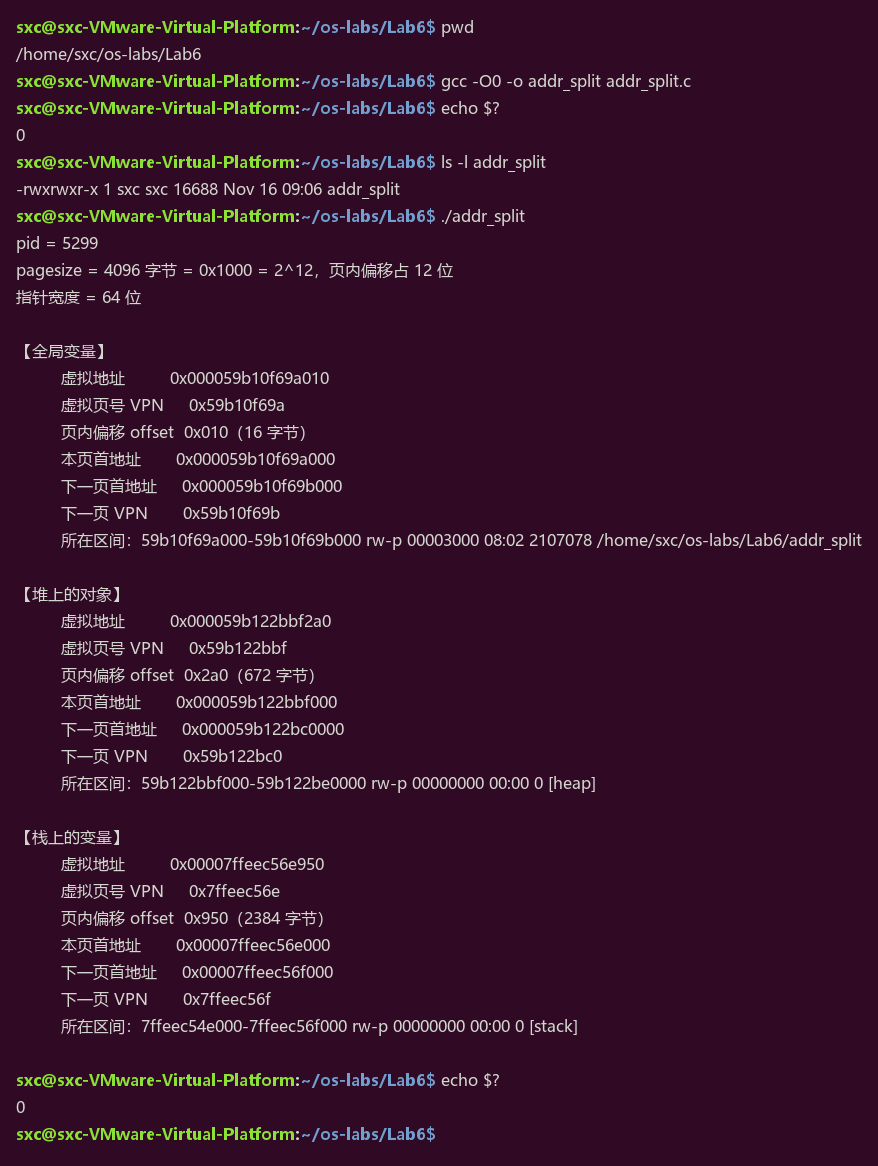 sxc@sxc-VMware-Virtual-Platform:~/os-labs/Lab6$ pwd
/home/sxc/os-labs/Lab6
sxc@sxc-VMware-Virtual-Platform:~/os-labs/Lab6$ gcc -O0 -o addr_split addr_split.c
sxc@sxc-VMware-Virtual-Platform:~/os-labs/Lab6$ echo $?
0
sxc@sxc-VMware-Virtual-Platform:~/os-labs/Lab6$ ls -l addr_split
-rwxrwxr-x 1 sxc sxc 16688 Nov 16 09:06 addr_split
sxc@sxc-VMware-Virtual-Platform:~/os-labs/Lab6$ ./addr_split
pid = 5299
pagesize = 4096 字节 = 0x1000 = 2^12，页内偏移占 12 位
指针宽度 = 64 位
【全局变量】
虚拟地址 0x000059b10f69a010
虚拟页号 VPN 0x59b10f69a
页内偏移 offset 0x010（16 字节）
本页首地址 0x000059b10f69a000
下一页首地址 0x000059b10f69b000
下一页 VPN 0x59b10f69b
所在区间：59b10f69a000-59b10f69b000 rw-p 00003000 08:02 2107078 /home/sxc/os-labs/Lab6/addr_split
【堆上的对象】
虚拟地址 0x000059b122bbf2a0
虚拟页号 VPN 0x59b122bbf
页内偏移 offset 0x2a0（672 字节）
本页首地址 0x000059b122bbf000
下一页首地址 0x000059b122bc0000
下一页 VPN 0x59b122bc0
所在区间：59b122bbf000-59b122be0000 rw-p 00000000 00:00 0 [heap]
【栈上的变量】
虚拟地址 0x00007ffeec56e950
虚拟页号 VPN 0x7ffeec56e
页内偏移 offset 0x950（2384 字节）
本页首地址 0x00007ffeec56e000
下一页首地址 0x00007ffeec56f000
下一页 VPN 0x7ffeec56f
所在区间：7ffeec54e000-7ffeec56f000 rw-p 00000000 00:00 0 [stack]
sxc@sxc-VMware-Virtual-Platform:~/os-labs/Lab6$ echo $?
0
sxc@sxc-VMware-Virtual-Platform:~/os-labs/Lab6$